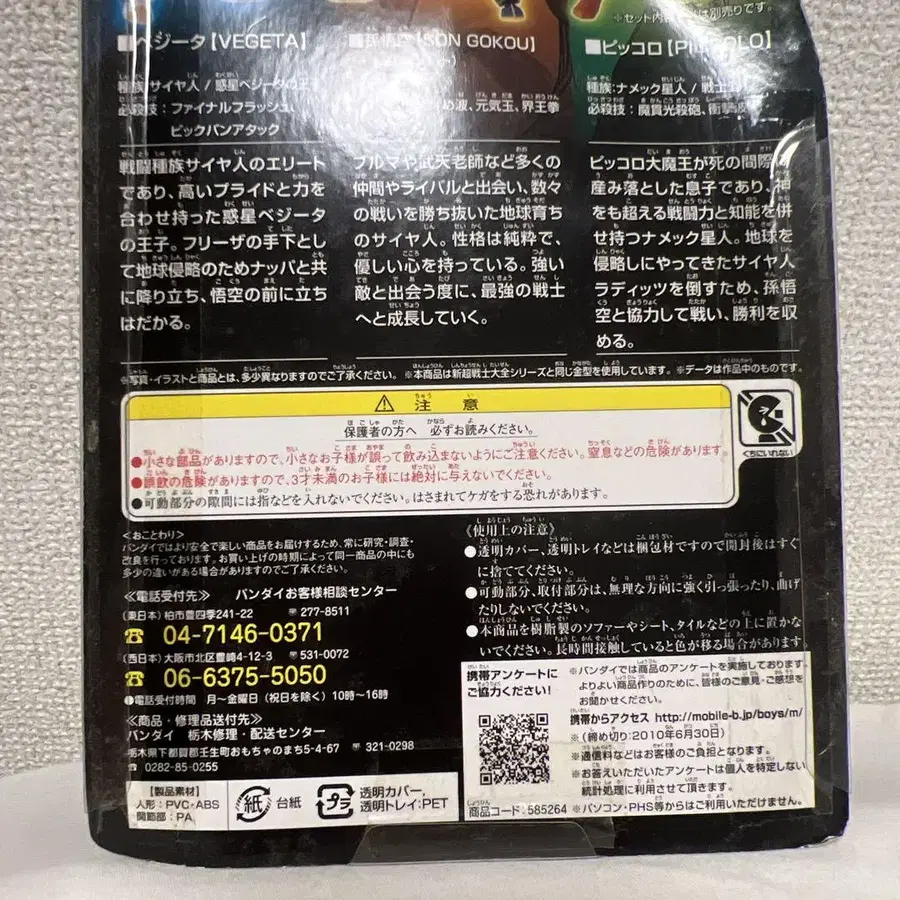 ※セット内 は別売りです。
■ベジータ【VEGETA】
種族:サイヤ人 / 惑星ベジータの王
必殺技:ファイナルフラッシュ、
ビックバンアタック
戦闘種族サイヤ人のエリート
であり、高いプライドと力を
合わせ持った惑星ベジータ
の王子。フリーザの手下とし
て地球侵略のためナッパと共
に降り立ち、悟空の前に立ち
はだかる。
【SON GOKOU】
め波、元気玉、界王拳
ブルマや武天老師など多くの
仲間やライバルと出会い、数々
の戦いを勝ち抜いた地球育ち
のサイヤ人。性格は純粋で、
優しい心を持っている。強い
敵と出会う度に、最強の戦士
へと成長していく。
■ピッコロ【PICCOLO】
種族:ナメック星人 / 戦士
必殺技:魔貫光殺砲、衝撃
ピッコロ大魔王が死の間際
産み落とした息子であり、神
をも超える戦闘力と知能を併
せ持つナメック星人。地球を
侵略しにやってきたサイヤ人
ラディッツを倒すため、孫悟
空と協力して戦い、勝利を収
める。
※写真・イラストと商品とは、多少異なりますのでご了承ください。 ※本商品は新超戦士大全シリーズと同じ金型を使用しています。 ※データは作品中のものです。
⚠ 注意
保護者の方へ 必ずお読みください。
●小さな部品がありますので、小さなお子様が誤って飲み込まないようにご注意ください。窒息などの危険があります。
●誤飲の危険がありますので、3才未満のお子様には絶対に与えないでください。
●可動部分の隙間には指などを入れないでください。はさまれてケガをする恐れがあります。
くちにいれない
<おことわり>
バンダイではより安全で楽しい商品をお届けするため、常に研究・調査・
改良を行っております。お買い上げの時期によって同一商品の中にも
多少の違いがある場合がありますのでご了承ください。
≪電話受付先≫ バンダイお客様相談センター
(東日本) 柏市豊四季241-22 〒277-8511
☎ 04-7146-0371
(西日本) 大阪市北区豊崎4-12-3 〒531-0072
☎ 06-6375-5050
●電話受付時間 月〜金曜日(祝日を除く)10時〜16時
≪商品・修理品送付先≫
バンダイ 栃木修理・配送センター
栃木県下都賀郡壬生町おもちゃのまち5-4-67 〒321-0298
☎ 0282-85-0255
《使用上の注意》
●透明カバー、透明トレイなどは梱包材ですので開封後はすぐ
に捨ててください。
●可動部分、取付部分は、無理な方向に強く引っ張ったり、曲げ
たりしないでください。
●本商品を樹脂製のソファーやシート、タイルなどの上に置かな
いでください。長時間接触していると色が移る場合があります
携帯アンケートに
ご協力ください!
※バンダイでは商品のアンケートを実施しております。
よりよい商品作りのために、皆様のご意見・ご感想を
お聞かせください。
携帯からアクセス http://mobile-b.jp/boys/m/
※(締め切り:2010年6月30日)
※通信料などはお客様のご負担となります。
※お答えいただいたアンケートは個人を特定しない
統計処理に利用させて頂きます。
※パソコン・PHS等からはご利用いただけません。
商品コード:585264
【製品素材】
人形:PVC・ABS
関節部:PA
紙 台紙
プラ
透明カバー,
透明トレイ:PET